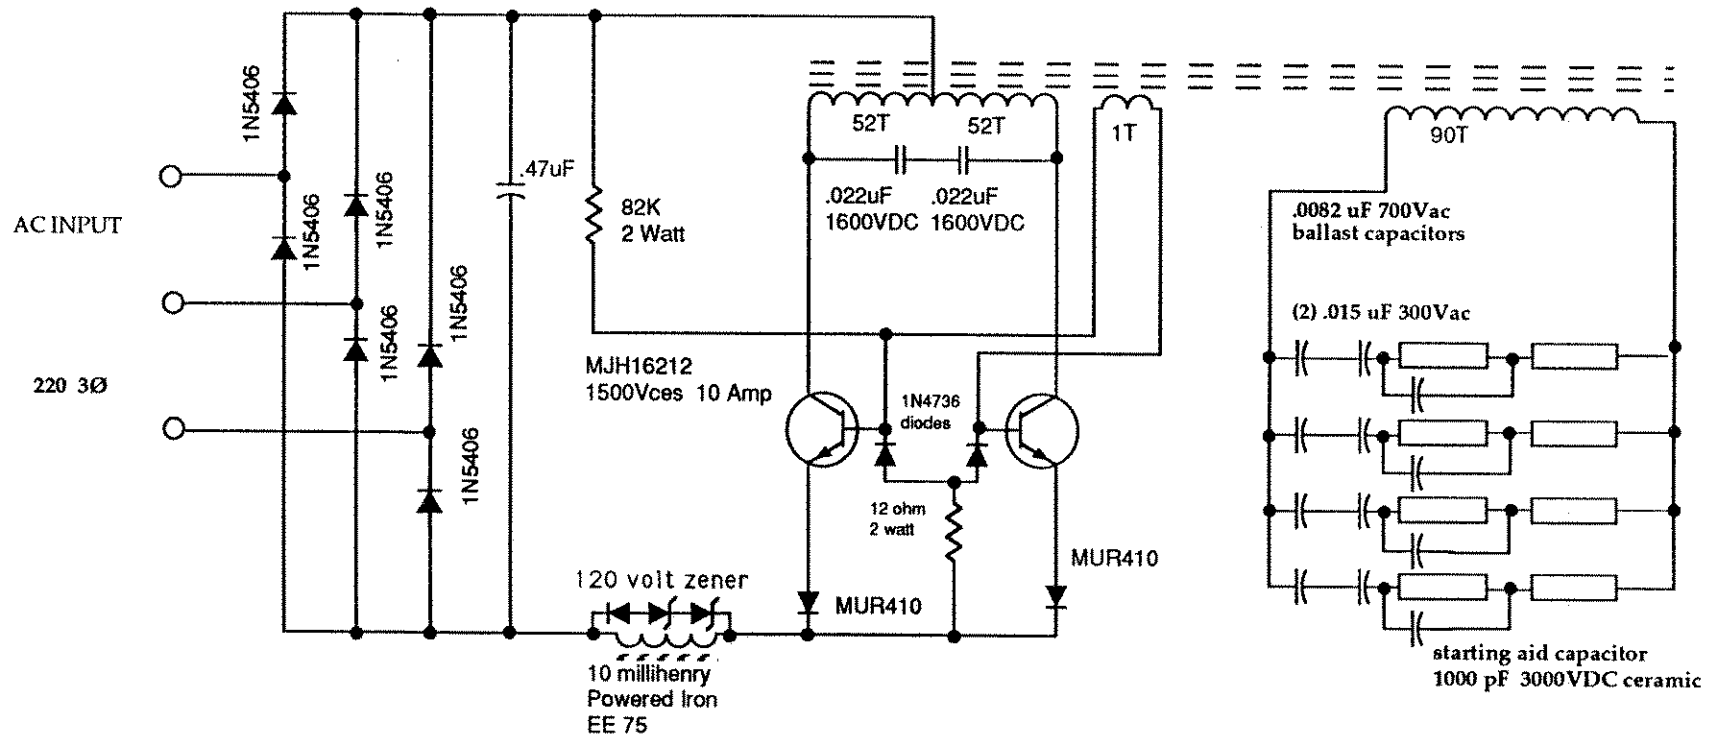 1N5406
1N5406
1N5406
1N5406
1N5406
1N5406
AC INPUT
220 3Ø
.47uF
82K
2 Watt
52T
52T
1T
90T
.022uF
1600VDC
.022uF
1600VDC
.0082 uF 700Vac
ballast capacitors
(2) .015 uF 300Vac
MJH16212
1500Vces 10 Amp
1N4736
diodes
12 ohm
2 watt
MUR410
MUR410
120 volt zener
10 millihenry
Powered Iron
EE 75
starting aid capacitor
1000 pF 3000VDC ceramic